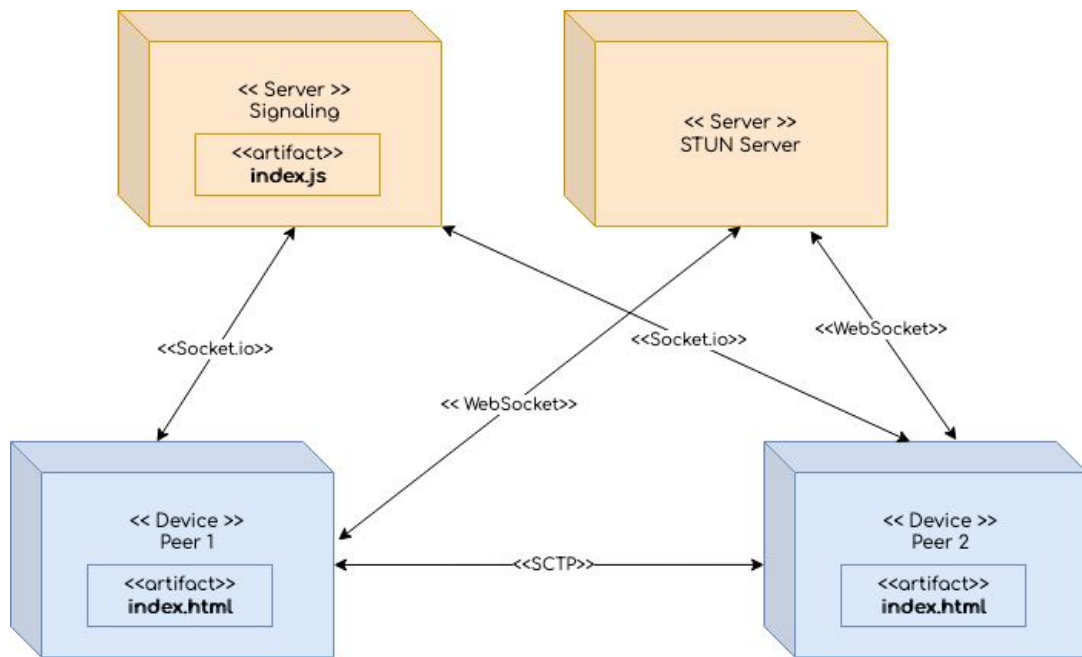 << Server >>
Signaling
<<artifact>>
index.js
<< Server >>
STUN Server
<<Socket.io>>
<<Socket.io>>
<<WebSocket>>
<< WebSocket>>
<< Device >>
Peer 1
<<artifact>>
index.html
<<SCTP>>
<< Device >>
Peer 2
<<artifact>>
index.html